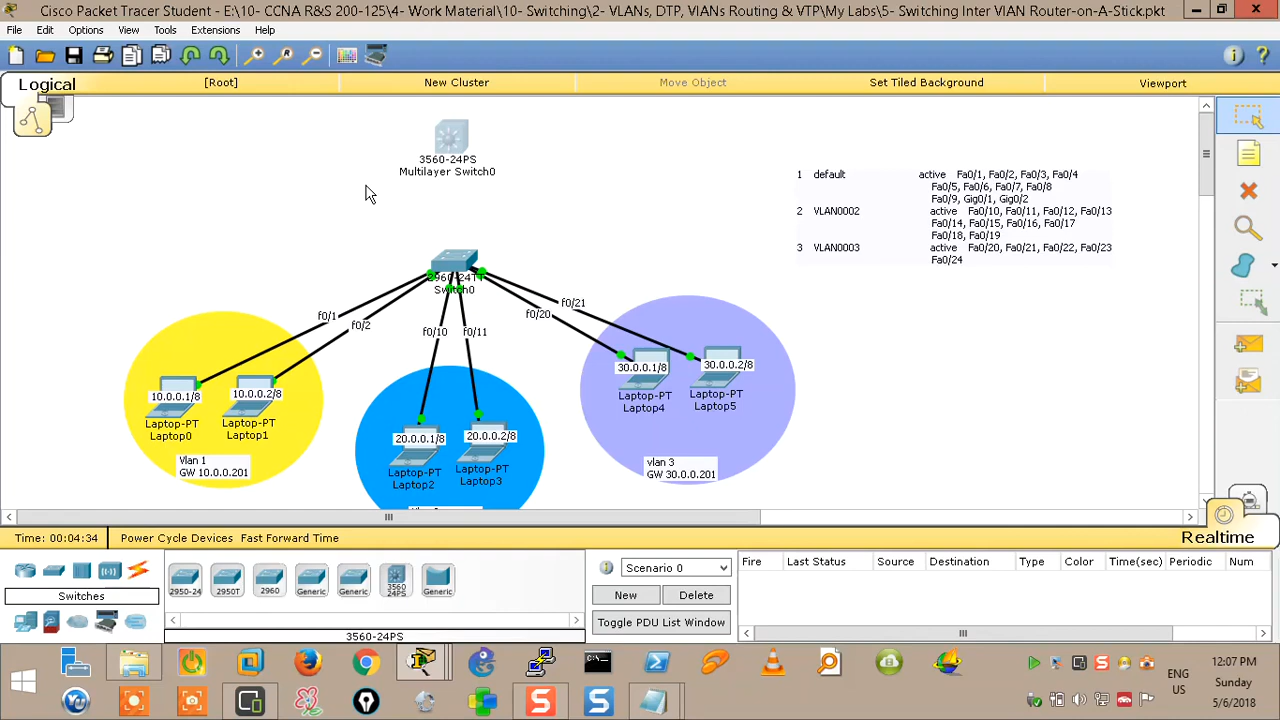 Cisco Packet Tracer Student - E:\10- CCNA R&S 200-125\4- Work Material\10- Switching\2- VLANs, DTP, VlANs Routing & VTP\My Labs\5- Switching Inter VlAN Router-on-A-Stick.pkt
File Edit Options View Tools Extensions Help
Logical [Root] New Cluster Move Object Set Tiled Background Viewport
3560-24PS
Multilayer Switch0
1 default active Fa0/1, Fa0/2, Fa0/3, Fa0/4
Fa0/5, Fa0/6, Fa0/7, Fa0/8
Fa0/9, Gig0/1, Gig0/2
2 VLAN0002 active Fa0/10, Fa0/11, Fa0/12, Fa0/13
Fa0/14, Fa0/15, Fa0/16, Fa0/17
Fa0/18, Fa0/19
3 VLAN0003 active Fa0/20, Fa0/21, Fa0/22, Fa0/23
Fa0/24
2960-24TT
Switch0
f0/1
f0/2
f0/10
f0/11
f0/20
f0/21
10.0.0.1/8
Laptop-PT
Laptop0
10.0.0.2/8
Laptop-PT
Laptop1
Vlan 1
GW 10.0.0.201
20.0.0.1/8
Laptop-PT
Laptop2
20.0.0.2/8
Laptop-PT
Laptop3
30.0.0.1/8
Laptop-PT
Laptop4
30.0.0.2/8
Laptop-PT
Laptop5
vlan 3
GW 30.0.0.201
Time: 00:04:34 Power Cycle Devices Fast Forward Time
Realtime
Switches
2950-24 2950T 2960 Generic Generic 3560 24PS Generic
3560-24PS
Scenario 0
New Delete
Toggle PDU List Window
Fire Last Status Source Destination Type Color Time(sec) Periodic Num
ENG
US
12:07 PM
Sunday
5/6/2018